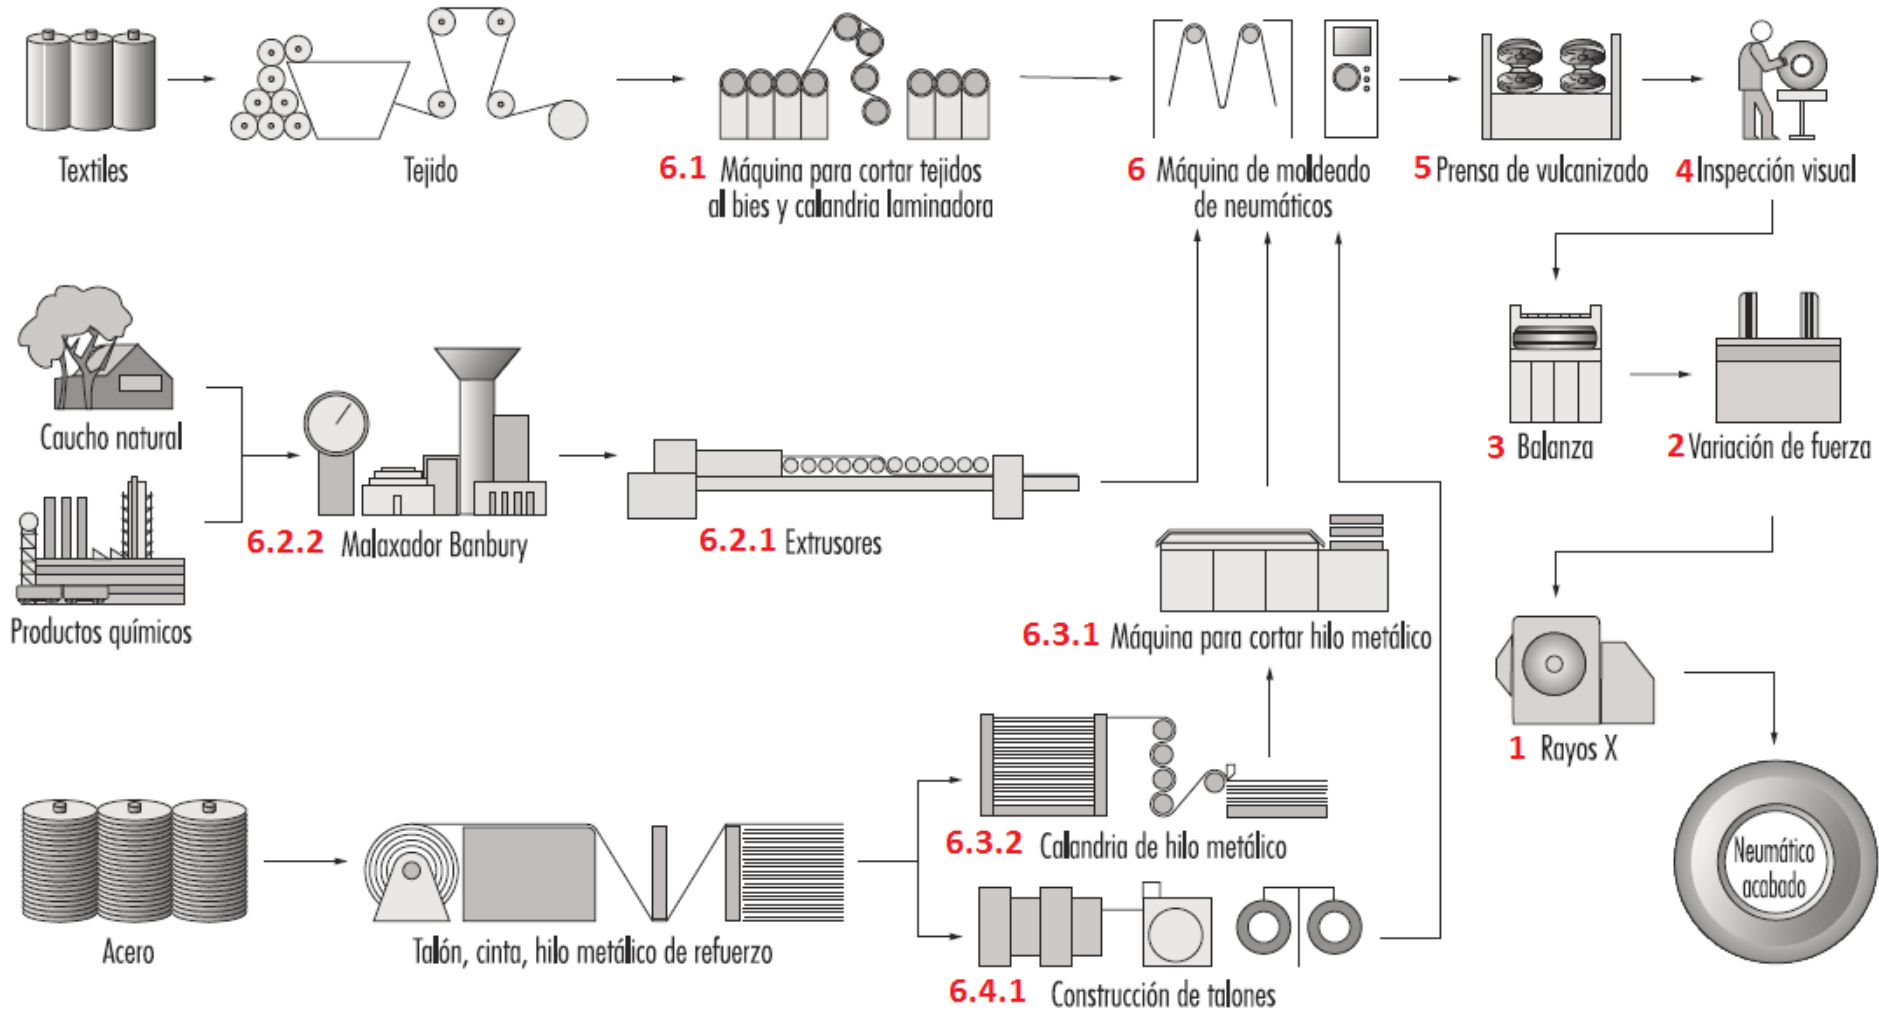 Textiles
Tejido
6.1 Máquina para cortar tejidos
al bies y calandria laminadora
6 Máquina de moldeado
de neumáticos
5 Prensa de vulcanizado
4 Inspección visual
Caucho natural
Productos químicos
6.2.2 Malaxador Banbury
6.2.1 Extrusores
3 Balanza
2 Variación de fuerza
6.3.1 Máquina para cortar hilo metálico
1 Rayos X
Acero
Talón, cinta, hilo metálico de refuerzo
6.3.2 Calandria de hilo metálico
6.4.1 Construcción de talones
Neumático
acabado